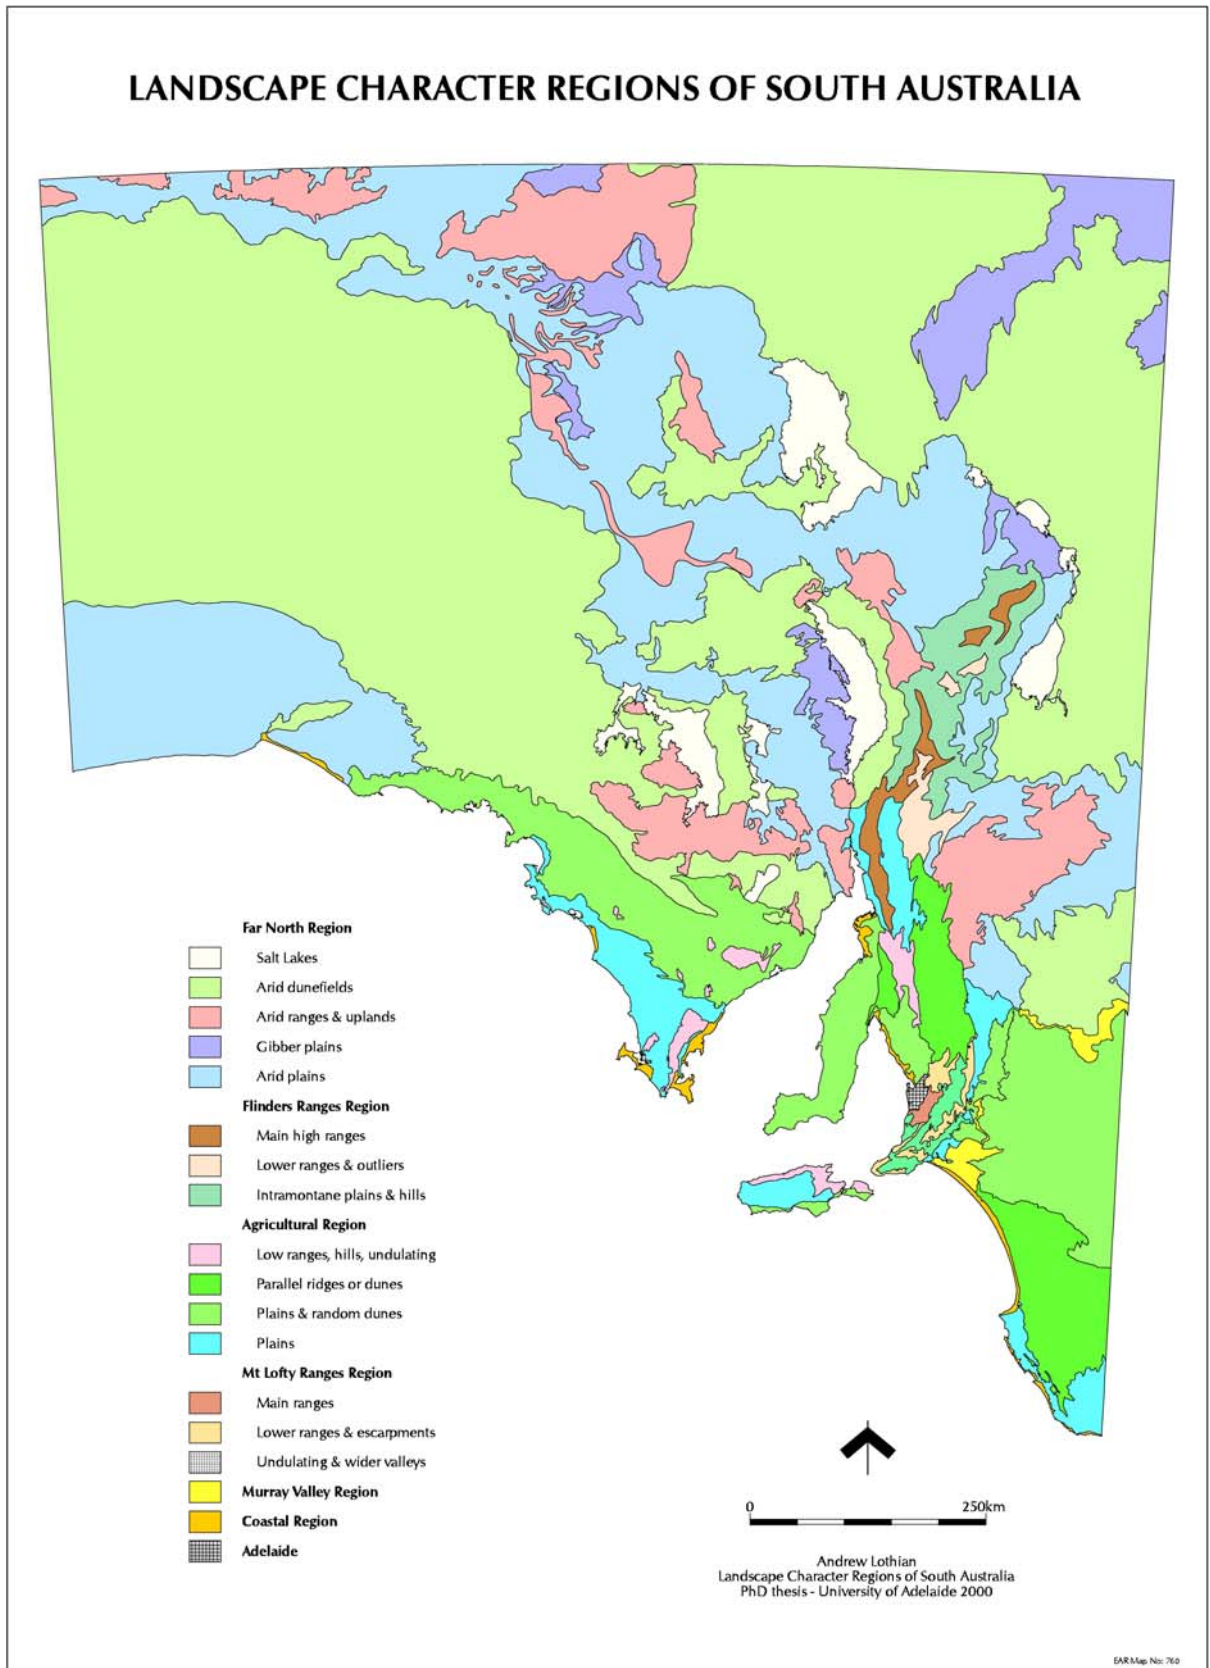 LANDSCAPE CHARACTER REGIONS OF SOUTH AUSTRALIA
Far North Region
Salt Lakes
Arid dunefields
Arid ranges & uplands
Gibber plains
Arid plains
Flinders Ranges Region
Main high ranges
Lower ranges & outliers
Intramontane plains & hills
Agricultural Region
Low ranges, hills, undulating
Parallel ridges or dunes
Plains & random dunes
Plains
Mt Lofty Ranges Region
Main ranges
Lower ranges & escarpments
Undulating & wider valleys
Murray Valley Region
Coastal Region
Adelaide
0 250km
Andrew Lothian
Landscape Character Regions of South Australia
PhD thesis - University of Adelaide 2000
EAR Map No: 760